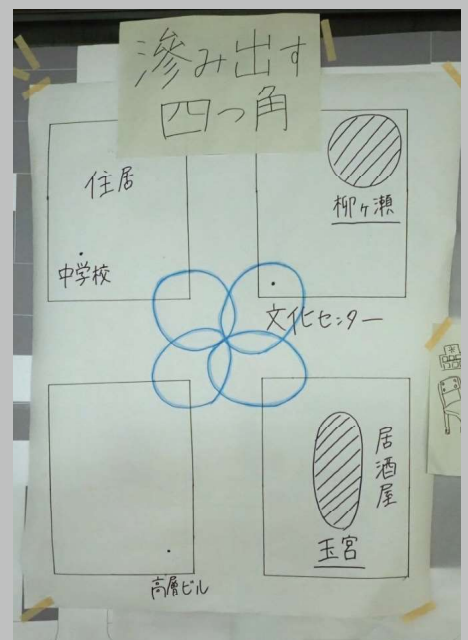 滲み出す
四つ角
住居
中学校
柳ヶ瀬
文化センター
居酒屋
玉宮
高層ビル